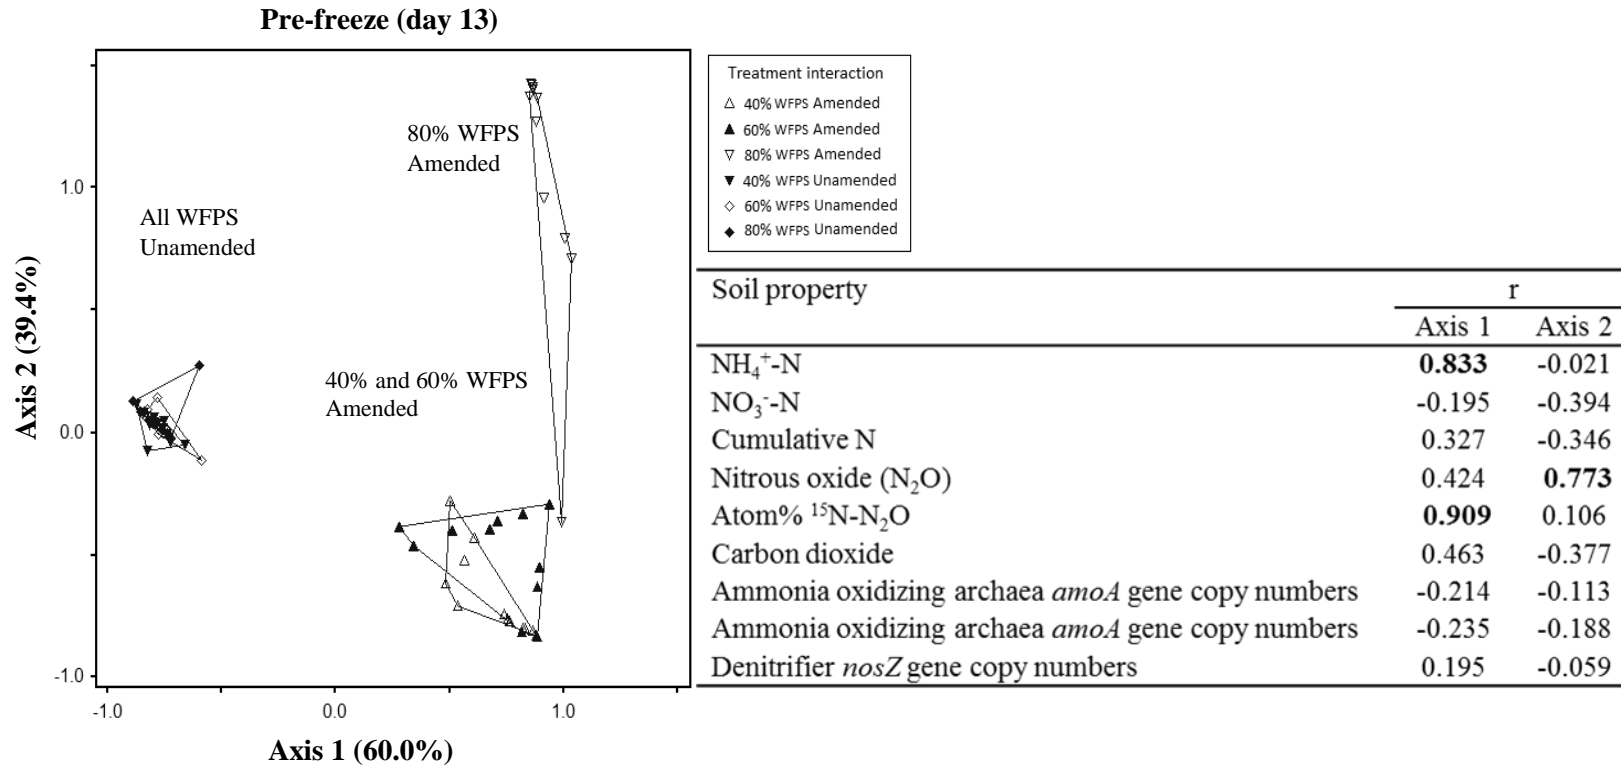 Pre-freeze (day 13)
80% WFPS
Amended
All WFPS
Unamended
40% and 60% WFPS
Amended
1.0
0.0
-1.0
Axis 2 (39.4%)
-1.0 0.0 1.0
Axis 1 (60.0%)
Treatment interaction
40% WFPS Amended
60% WFPS Amended
80% WFPS Amended
40% WFPS Unamended
60% WFPS Unamended
80% WFPS Unamended
Soil property r
Axis 1 Axis 2
NH₄⁺-N 0.833 -0.021
NO₃⁻-N -0.195 -0.394
Cumulative N 0.327 -0.346
Nitrous oxide (N₂O) 0.424 0.773
Atom% ¹⁵N-N₂O 0.909 0.106
Carbon dioxide 0.463 -0.377
Ammonia oxidizing archaea amoA gene copy numbers -0.214 -0.113
Ammonia oxidizing archaea amoA gene copy numbers -0.235 -0.188
Denitrifier nosZ gene copy numbers 0.195 -0.059